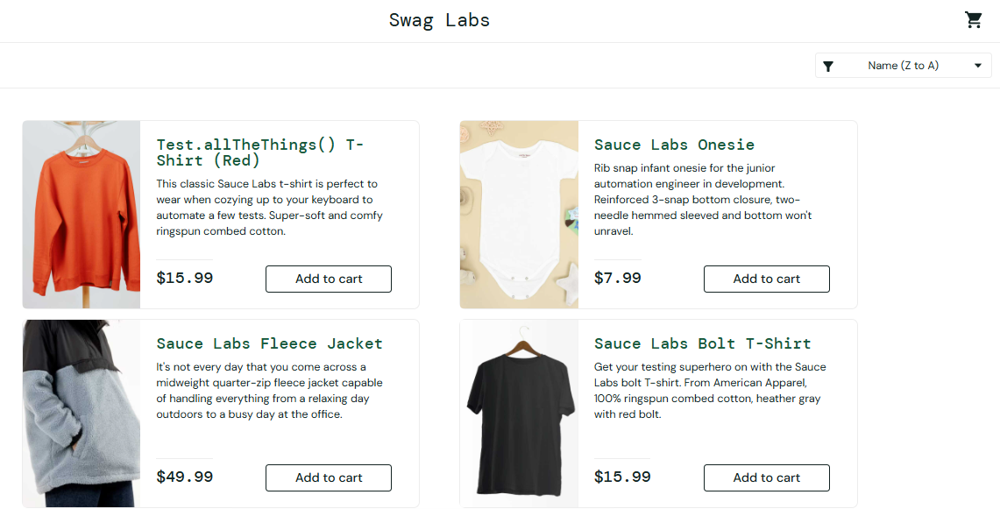 Swag Labs
Name (Z to A)
Test.allTheThings() T-
Shirt (Red)
This classic Sauce Labs t-shirt is perfect to
wear when cozying up to your keyboard to
automate a few tests. Super-soft and comfy
ringspun combed cotton.
$15.99
Add to cart
Sauce Labs Onesie
Rib snap infant onesie for the junior
automation engineer in development.
Reinforced 3-snap bottom closure, two-
needle hemmed sleeved and bottom won't
unravel.
$7.99
Add to cart
Sauce Labs Fleece Jacket
It's not every day that you come across a
midweight quarter-zip fleece jacket capable
of handling everything from a relaxing day
outdoors to a busy day at the office.
$49.99
Add to cart
Sauce Labs Bolt T-Shirt
Get your testing superhero on with the Sauce
Labs bolt T-shirt. From American Apparel,
100% ringspun combed cotton, heather gray
with red bolt.
$15.99
Add to cart